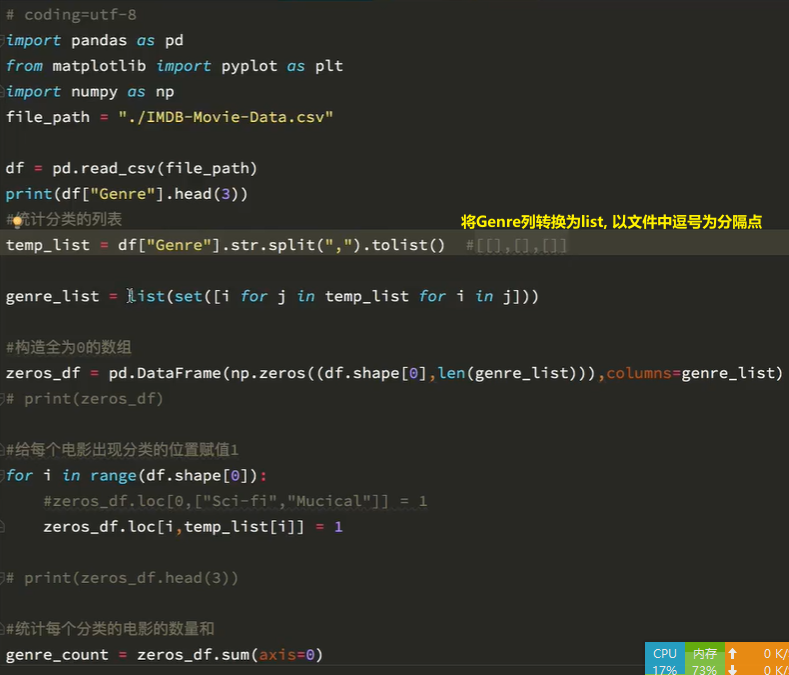 # coding=utf-8
import pandas as pd
from matplotlib import pyplot as plt
import numpy as np
file_path = "./IMDB-Movie-Data.csv"
df = pd.read_csv(file_path)
print(df["Genre"].head(3))
#统计分类的列表
将Genre列转换为list, 以文件中逗号为分隔点
temp_list = df["Genre"].str.split(",").tolist()  #[[],[],[]]
genre_list = list(set([i for j in temp_list for i in j]))
#构造全为0的数组
zeros_df = pd.DataFrame(np.zeros((df.shape[0],len(genre_list))),columns=genre_list)
# print(zeros_df)
#给每个电影出现分类的位置赋值1
for i in range(df.shape[0]):
    #zeros_df.loc[0,["Sci-fi","Mucical"]] = 1
    zeros_df.loc[i,temp_list[i]] = 1
# print(zeros_df.head(3))
#统计每个分类的电影的数量和
genre_count = zeros_df.sum(axis=0)
CPU 内存 ↑ 0 K/
17% 73% ↓ 0 K/